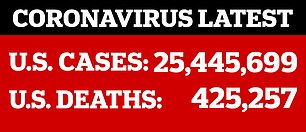 CORONAVIRUS LATEST
U.S. CASES: 25,445,699
U.S. DEATHS: 425,257